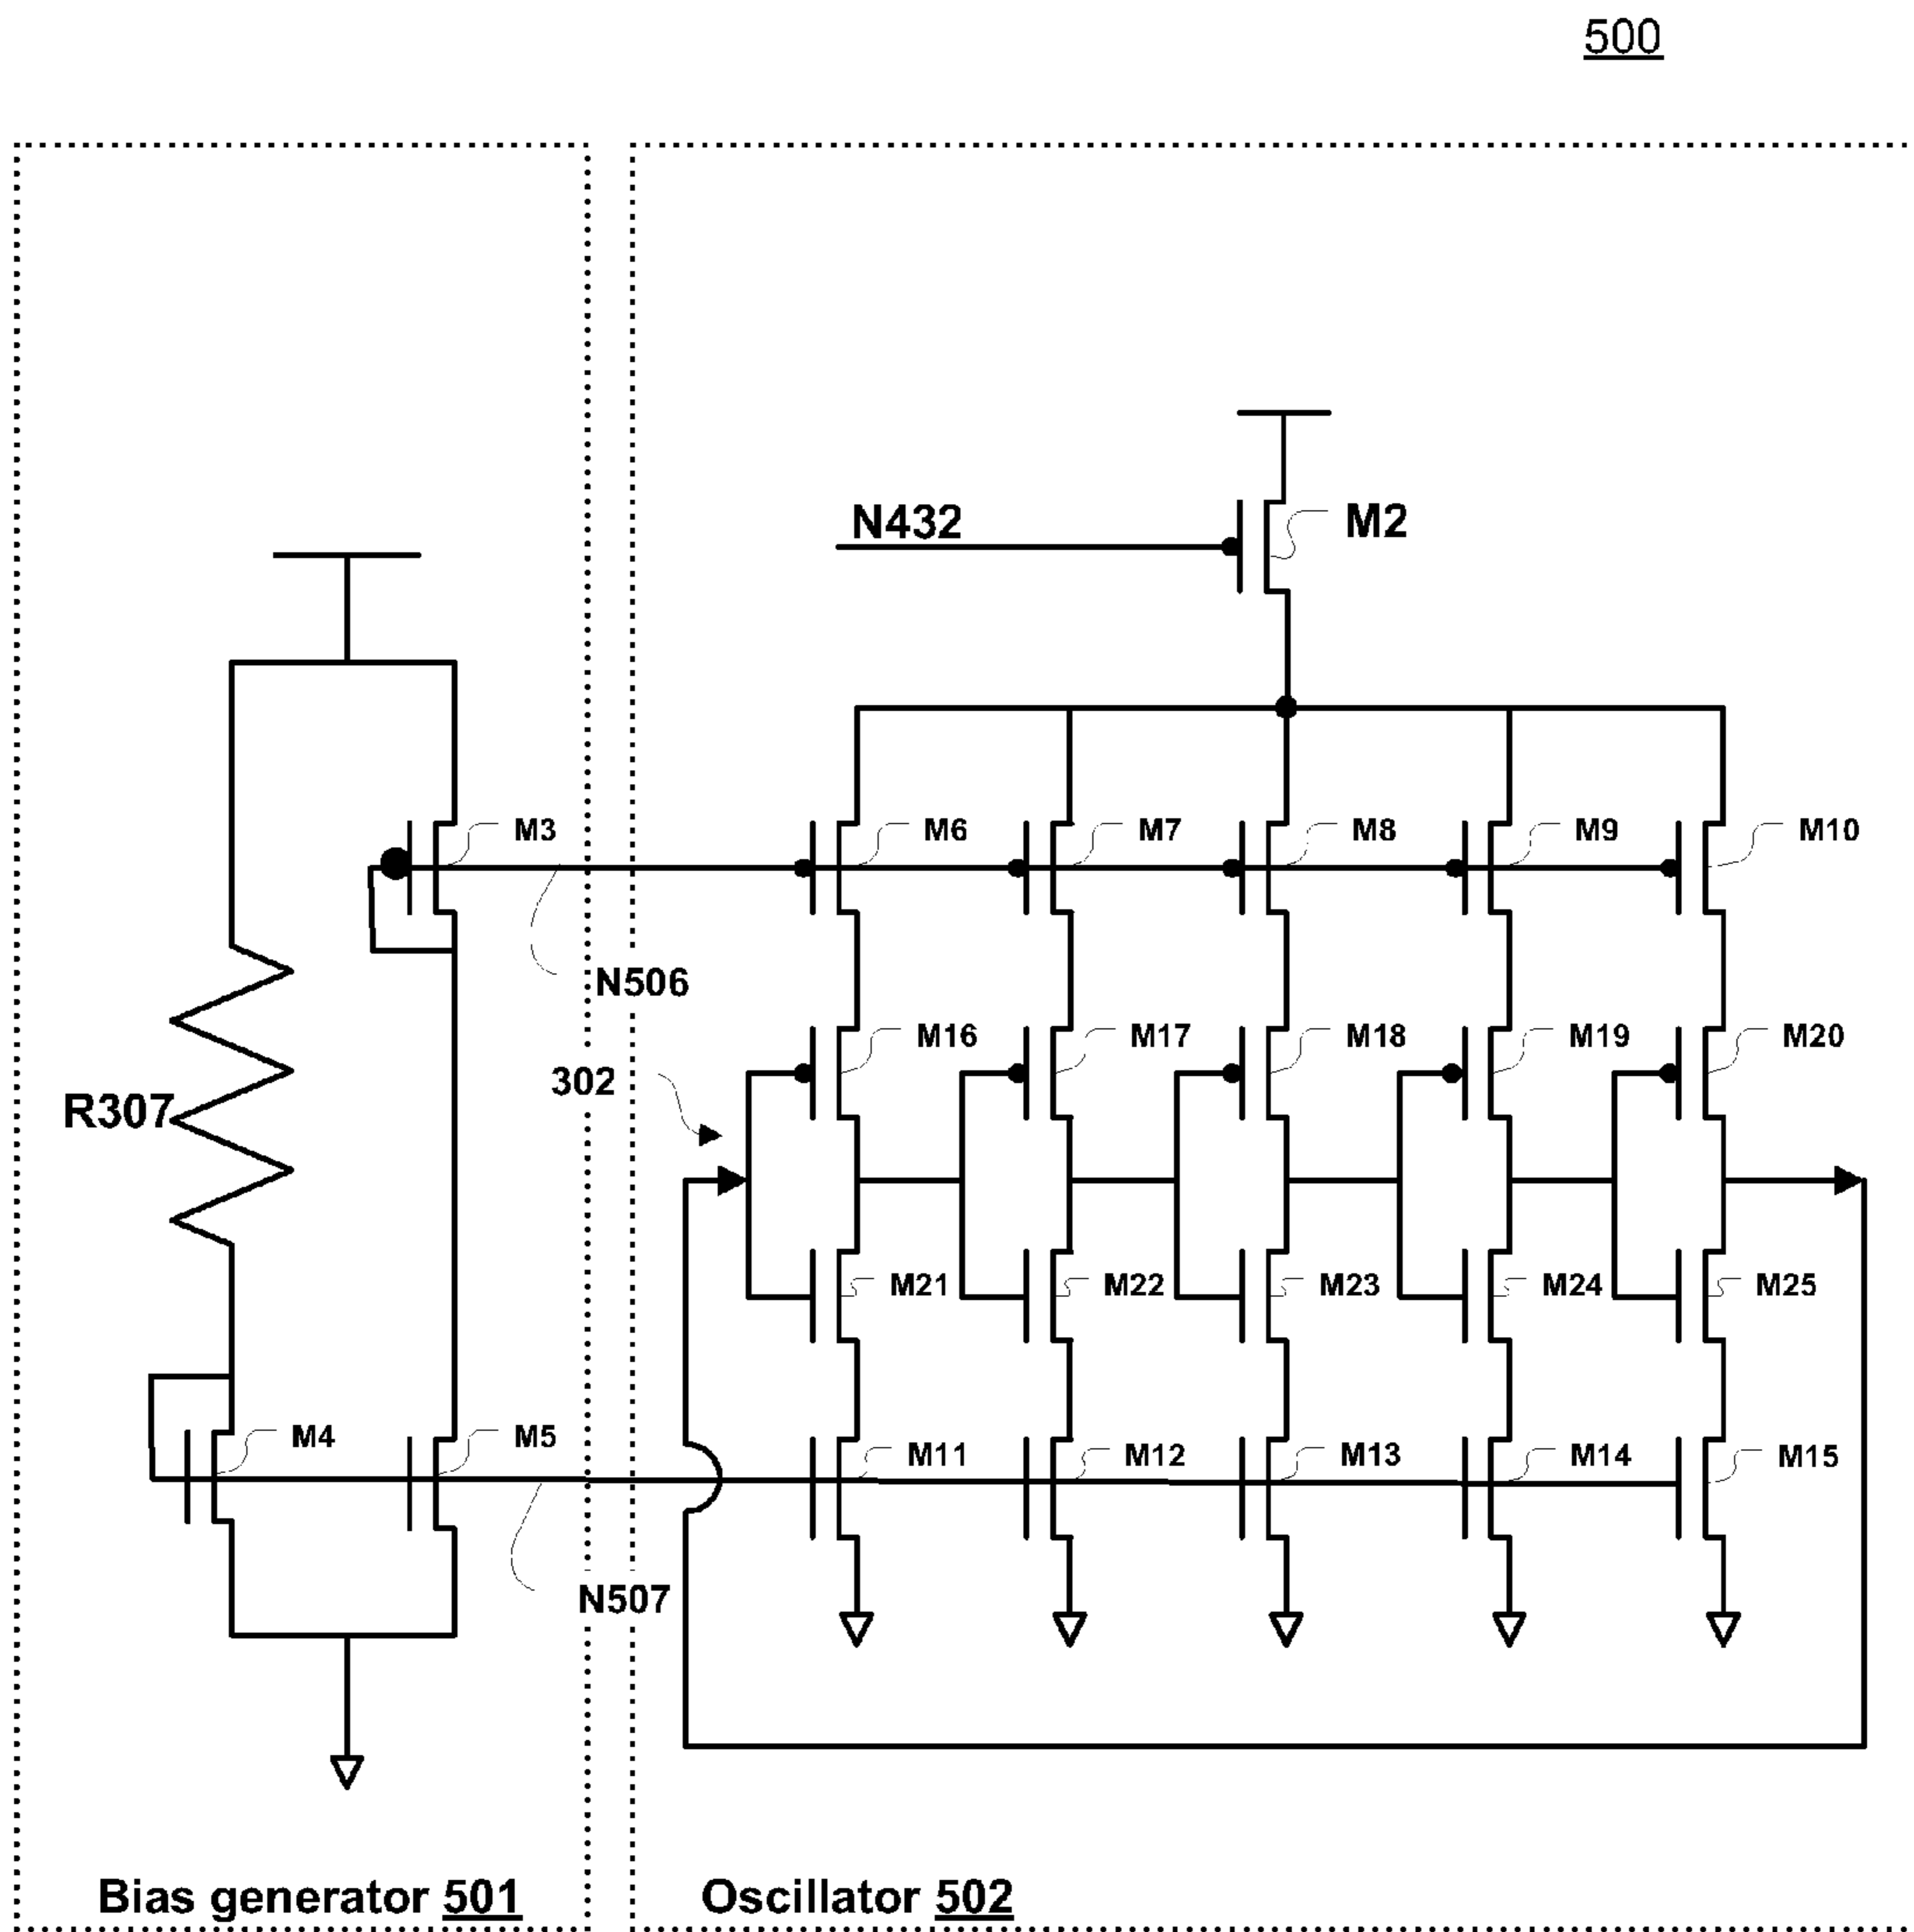 500
N432
M2
M3
M6
M7
M8
M9
M10
N506
M16
M17
M18
M19
M20
302
R307
M21
M22
M23
M24
M25
M4
M5
M11
M12
M13
M14
M15
N507
Bias generator 501
Oscillator 502